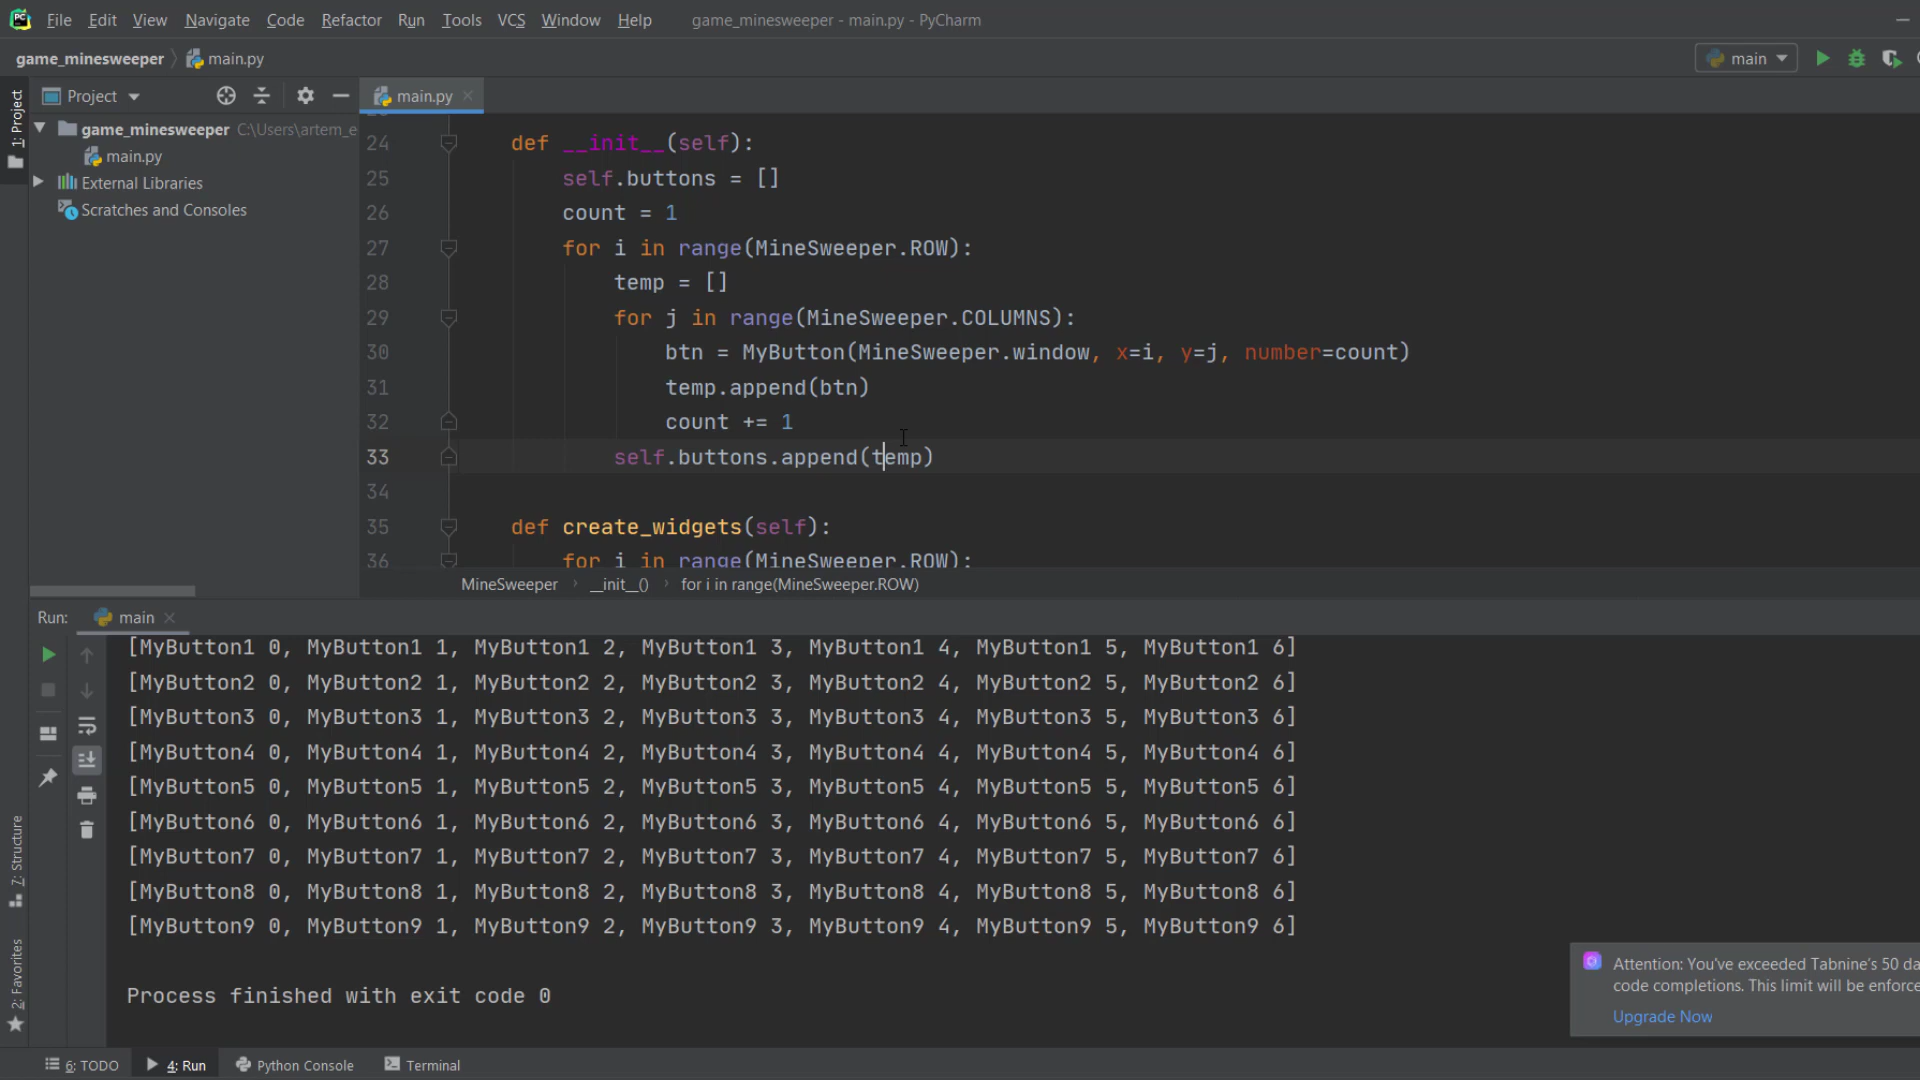 File Edit View Navigate Code Refactor Run Tools VCS Window Help game_minesweeper - main.py - PyCharm
game_minesweeper main.py main
Project main.py
1: Project
game_minesweeper C:\Users\artem_e
main.py
External Libraries
Scratches and Consoles
24 def __init__(self):
25 self.buttons = []
26 count = 1
27 for i in range(MineSweeper.ROW):
28 temp = []
29 for j in range(MineSweeper.COLUMNS):
30 btn = MyButton(MineSweeper.window, x=i, y=j, number=count)
31 temp.append(btn)
32 count += 1
33 self.buttons.append(temp)
34
35 def create_widgets(self):
36 for i in range(MineSweeper.ROW):
MineSweeper __init__() for i in range(MineSweeper.ROW)
Run: main
[MyButton1 0, MyButton1 1, MyButton1 2, MyButton1 3, MyButton1 4, MyButton1 5, MyButton1 6]
[MyButton2 0, MyButton2 1, MyButton2 2, MyButton2 3, MyButton2 4, MyButton2 5, MyButton2 6]
[MyButton3 0, MyButton3 1, MyButton3 2, MyButton3 3, MyButton3 4, MyButton3 5, MyButton3 6]
[MyButton4 0, MyButton4 1, MyButton4 2, MyButton4 3, MyButton4 4, MyButton4 5, MyButton4 6]
[MyButton5 0, MyButton5 1, MyButton5 2, MyButton5 3, MyButton5 4, MyButton5 5, MyButton5 6]
[MyButton6 0, MyButton6 1, MyButton6 2, MyButton6 3, MyButton6 4, MyButton6 5, MyButton6 6]
[MyButton7 0, MyButton7 1, MyButton7 2, MyButton7 3, MyButton7 4, MyButton7 5, MyButton7 6]
[MyButton8 0, MyButton8 1, MyButton8 2, MyButton8 3, MyButton8 4, MyButton8 5, MyButton8 6]
[MyButton9 0, MyButton9 1, MyButton9 2, MyButton9 3, MyButton9 4, MyButton9 5, MyButton9 6]
Process finished with exit code 0
7: Structure
2: Favorites
Attention: You've exceeded Tabnine's 50 da
code completions. This limit will be enforce
Upgrade Now
6: TODO 4: Run Python Console Terminal